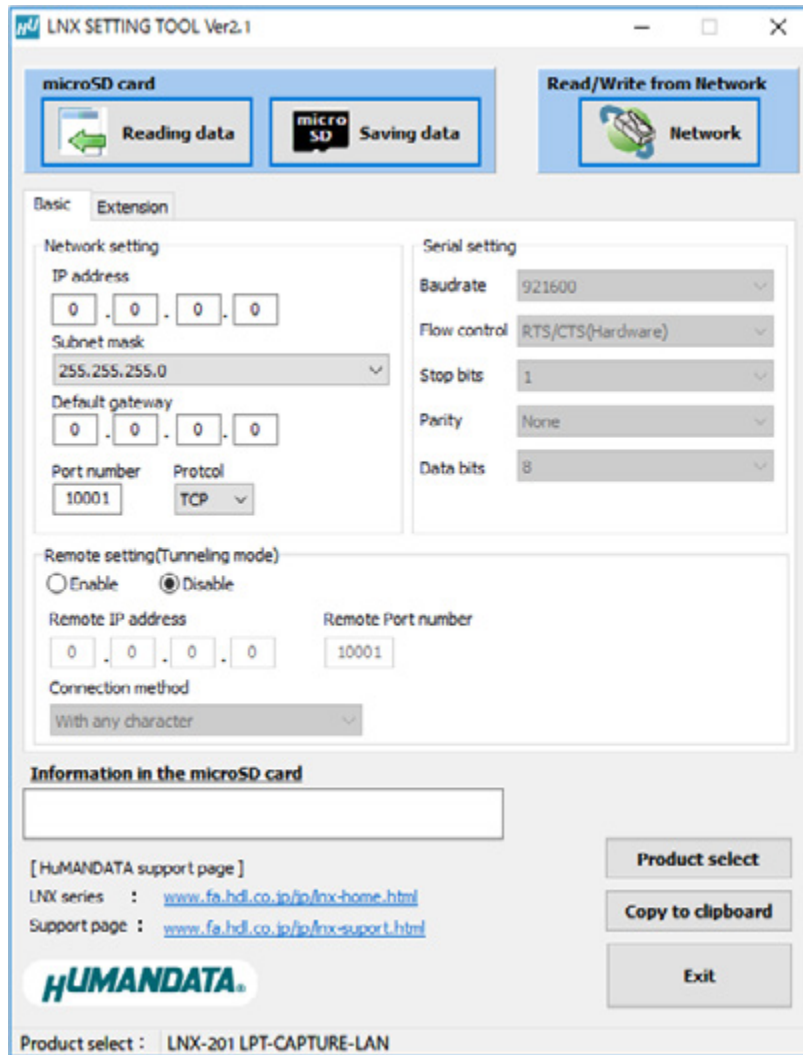 LNX SETTING TOOL Ver2.1
microSD card
Reading data
micro
SD
Saving data
Read/Write from Network
Network
Basic
Extension
Network setting
IP address
0 . 0 . 0 . 0
Subnet mask
255.255.255.0
Default gateway
0 . 0 . 0 . 0
Port number Protcol
10001 TCP
Serial setting
Baudrate 921600
Flow control RTS/CTS(Hardware)
Stop bits 1
Parity None
Data bits 8
Remote setting(Tunneling mode)
Enable Disable
Remote IP address Remote Port number
0 . 0 . 0 . 0 10001
Connection method
With any character
Information in the microSD card
[ HuMANDATA support page ]
LNX series : www.fa.hdl.co.jp/jp/lnx-home.html
Support page : www.fa.hdl.co.jp/jp/lnx-suport.html
HUMANDATA®
Product select
Copy to clipboard
Exit
Product select : LNX-201 LPT-CAPTURE-LAN